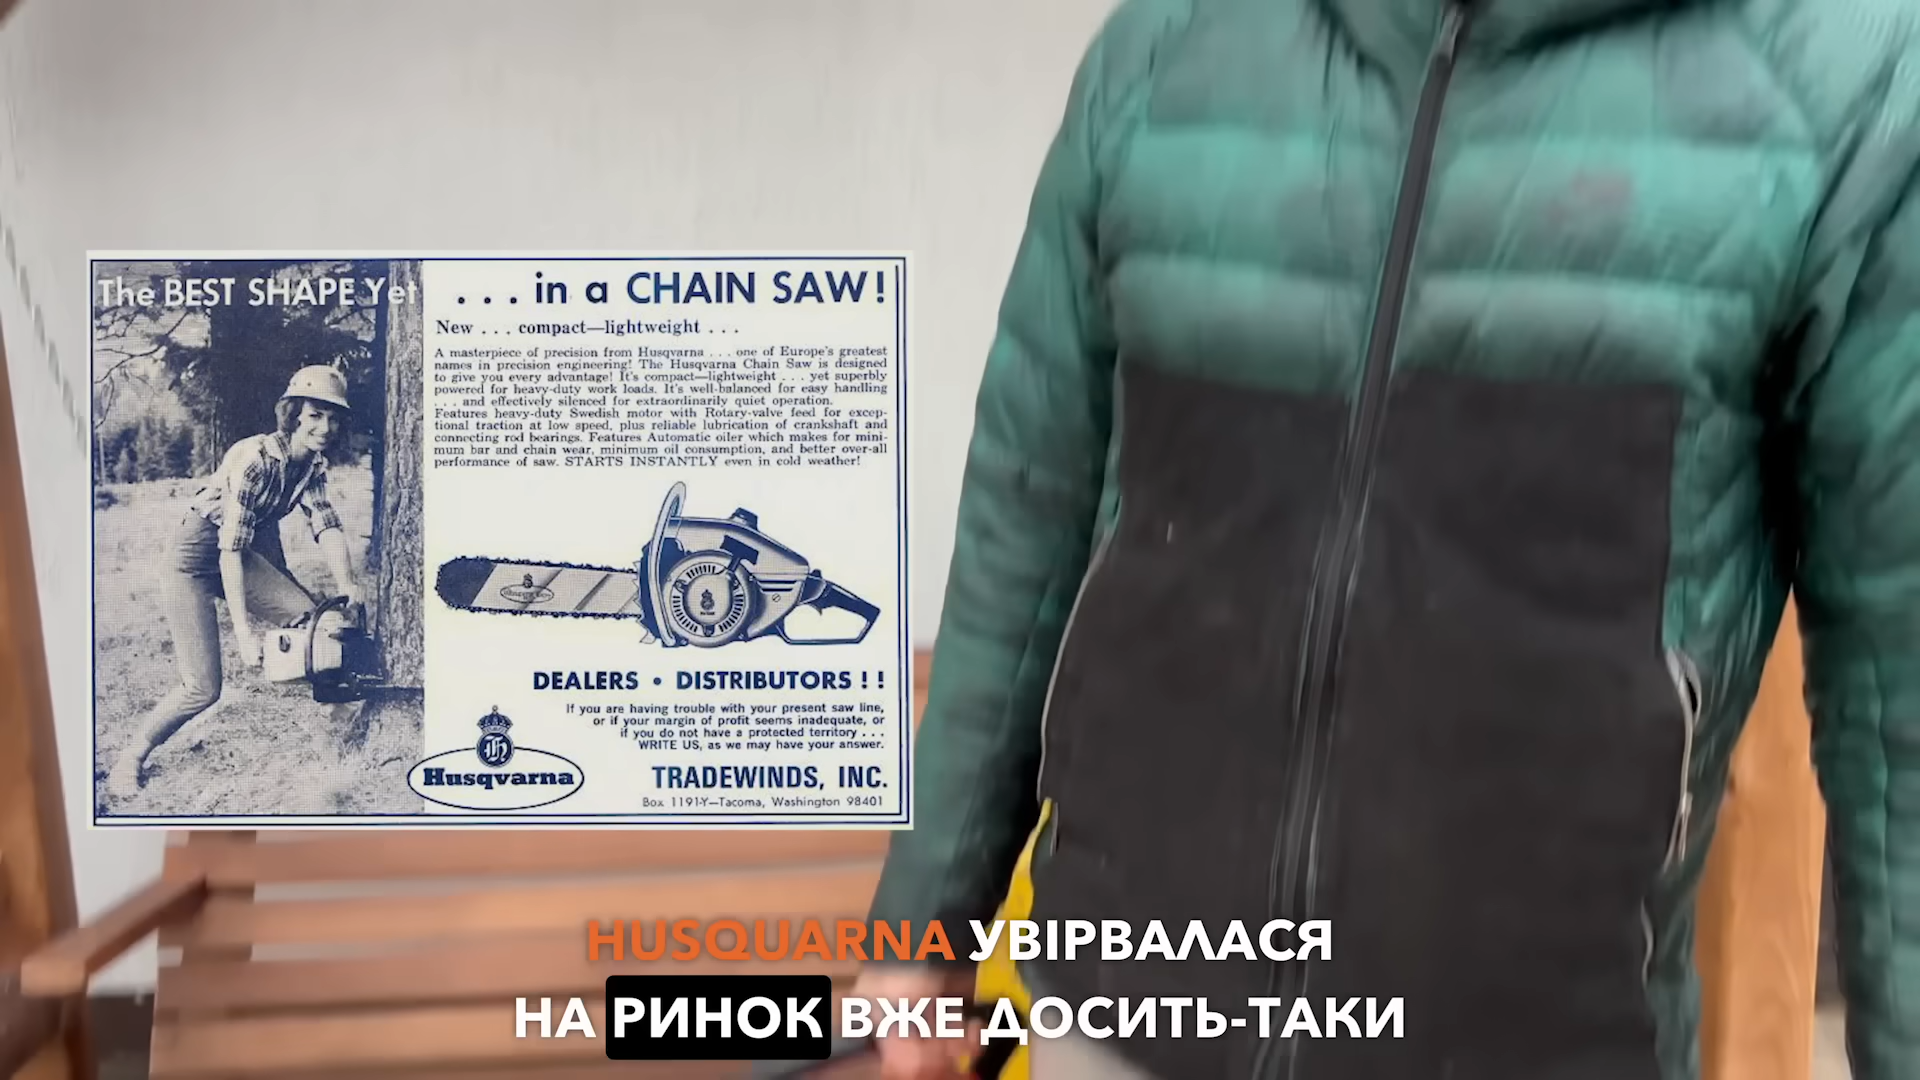 The BEST SHAPE Yet
. . . in a CHAIN SAW!
New . . . compact—lightweight . . .
A masterpiece of precision from Husqvarna . . . one of Europe's greatest
names in precision engineering! The Husqvarna Chain Saw is designed
to give you every advantage! It's compact—lightweight . . . yet superbly
powered for heavy-duty work loads. It's well-balanced for easy handling
. . . and effectively silenced for extraordinarily quiet operation.
Features heavy-duty Swedish motor with Rotary-valve feed for excep-
tional traction at low speed, plus reliable lubrication of crankshaft and
connecting rod bearings. Features Automatic oiler which makes for mini-
mum bar and chain wear, minimum oil consumption, and better over-all
performance of saw. STARTS INSTANTLY even in cold weather!
DEALERS • DISTRIBUTORS ! !
If you are having trouble with your present saw line,
or if your margin of profit seems inadequate, or
if you do not have a protected territory . . .
WRITE US, as we may have your answer.
H
Husqvarna
TRADEWINDS, INC.
Box 1191-Y—Tacoma, Washington 98401
HUSQUARNA УВІРВАЛАСЯ
НА РИНОК ВЖЕ ДОСИТЬ-ТАКИ